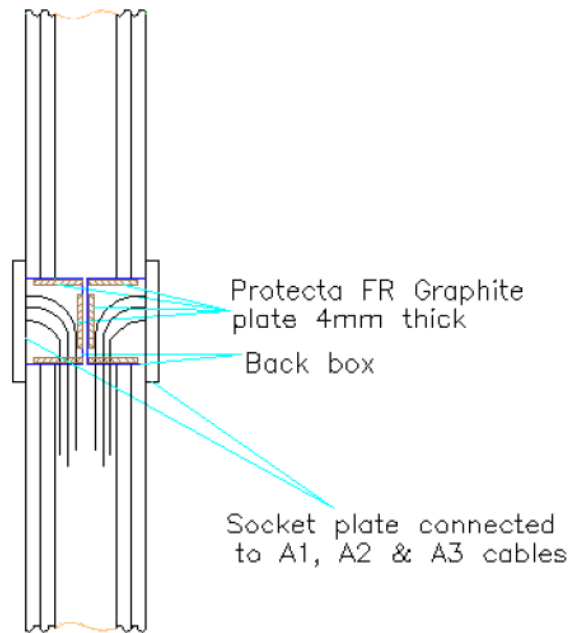 Protecta FR Graphite
plate 4mm thick
Back box
Socket plate connected
to A1, A2 & A3 cables